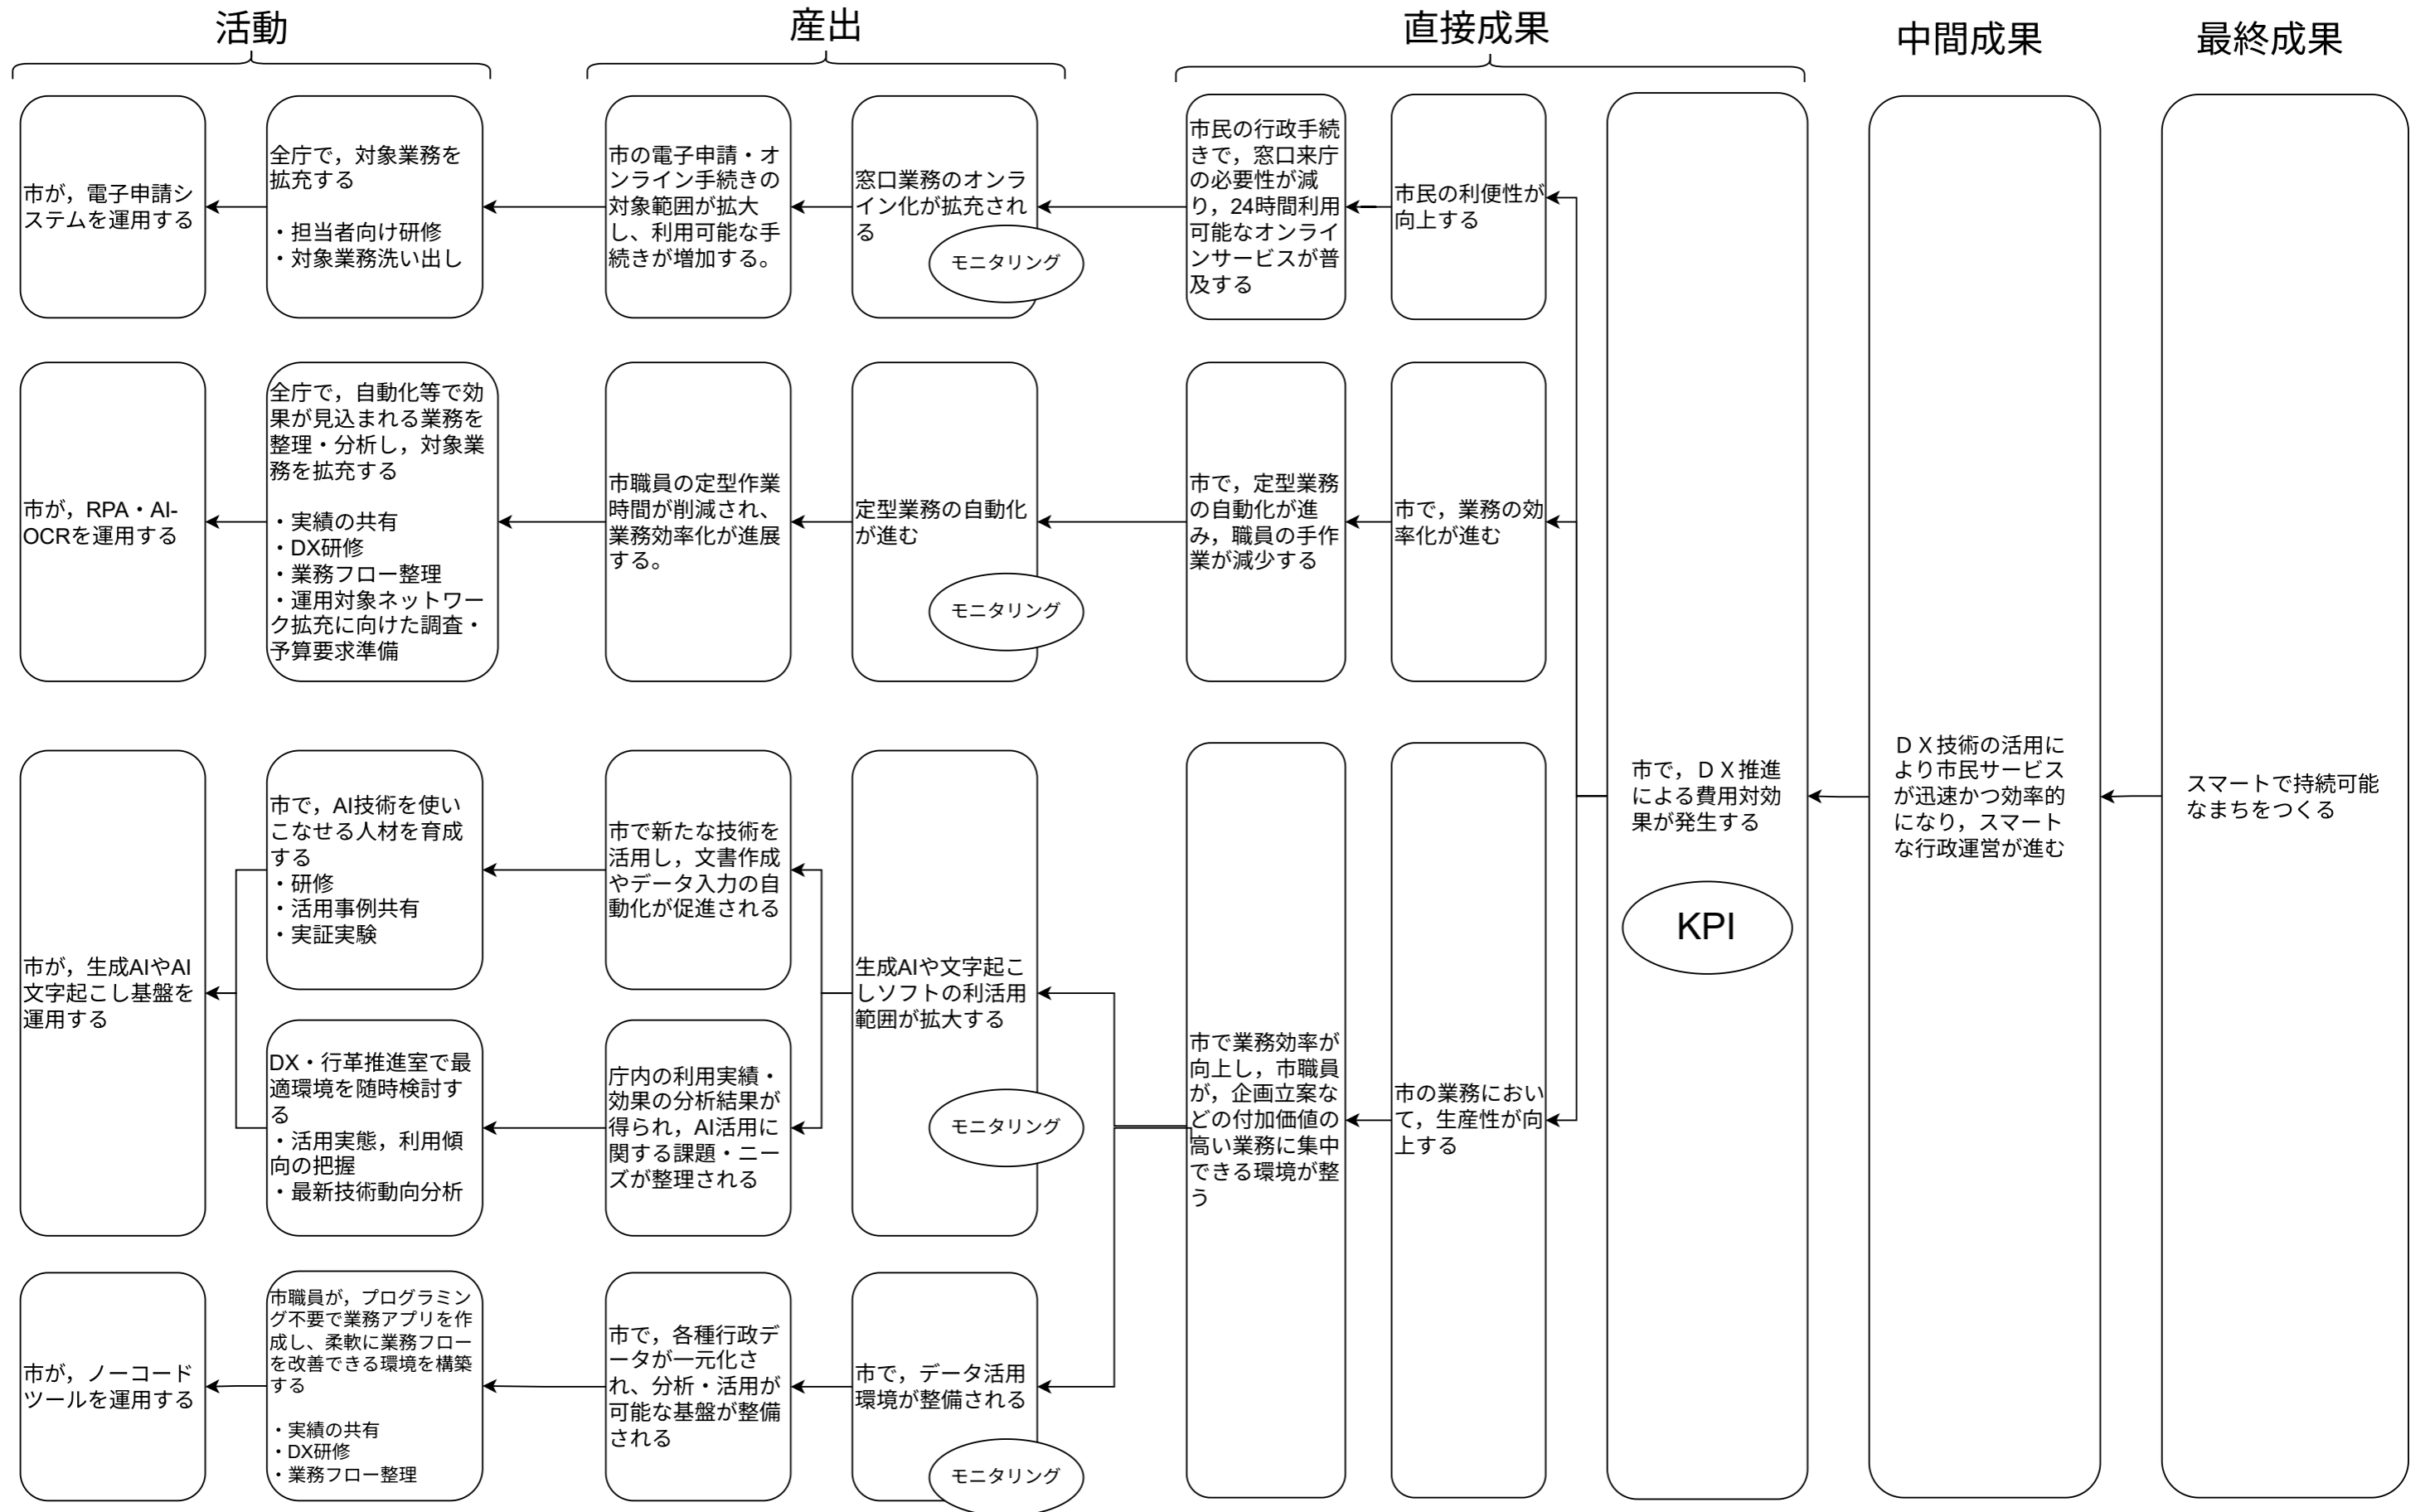 活動
産出
直接成果
中間成果
最終成果
市が，電子申請シ
ステムを運用する
全庁で，対象業務を
拡充する
・担当者向け研修
・対象業務洗い出し
市の電子申請・オ
ンライン手続きの
対象範囲が拡大
し、利用可能な手
続きが増加する。
窓口業務のオンラ
イン化が拡充され
る
モニタリング
市民の行政手続
きで，窓口来庁
の必要性が減
り，24時間利用
可能なオンライ
ンサービスが普
及する
市民の利便性が
向上する
市が，RPA・AI-
OCRを運用する
全庁で，自動化等で効
果が見込まれる業務を
整理・分析し，対象業
務を拡充する
・実績の共有
・DX研修
・業務フロー整理
・運用対象ネットワー
ク拡充に向けた調査・
予算要求準備
市職員の定型作業
時間が削減され、
業務効率化が進展
する。
定型業務の自動化
が進む
モニタリング
市で，定型業務
の自動化が進
み，職員の手作
業が減少する
市で，業務の効
率化が進む
市が，生成AIやAI
文字起こし基盤を
運用する
市で，AI技術を使い
こなせる人材を育成
する
・研修
・活用事例共有
・実証実験
DX・行革推進室で最
適環境を随時検討す
る
・活用実態，利用傾
向の把握
・最新技術動向分析
市で新たな技術を
活用し，文書作成
やデータ入力の自
動化が促進される
庁内の利用実績・
効果の分析結果が
得られ，AI活用に
関する課題・ニー
ズが整理される
生成AIや文字起こ
しソフトの利活用
範囲が拡大する
モニタリング
市で業務効率が
向上し，市職員
が，企画立案な
どの付加価値の
高い業務に集中
できる環境が整
う
市の業務におい
て，生産性が向
上する
市が，ノーコード
ツールを運用する
市職員が，プログラミン
グ不要で業務アプリを作
成し、柔軟に業務フロー
を改善できる環境を構築
する
・実績の共有
・DX研修
・業務フロー整理
市で，各種行政デ
ータが一元化さ
れ、分析・活用が
可能な基盤が整備
される
市で，データ活用
環境が整備される
モニタリング
市で，ＤＸ推進
による費用対効
果が発生する
KPI
ＤＸ技術の活用に
より市民サービス
が迅速かつ効率的
になり，スマート
な行政運営が進む
スマートで持続可能
なまちをつくる